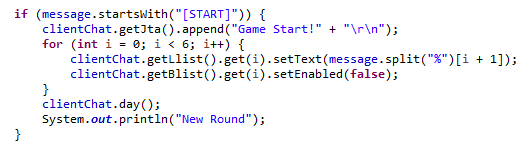 if (message.startsWith("[START]")) {
    clientChat.getJta().append("Game Start!" + "\r\n");
    for (int i = 0; i < 6; i++) {
        clientChat.getLlist().get(i).setText(message.split("%")[i + 1]);
        clientChat.getBlist().get(i).setEnabled(false);
    }
    clientChat.day();
    System.out.println("New Round");
}